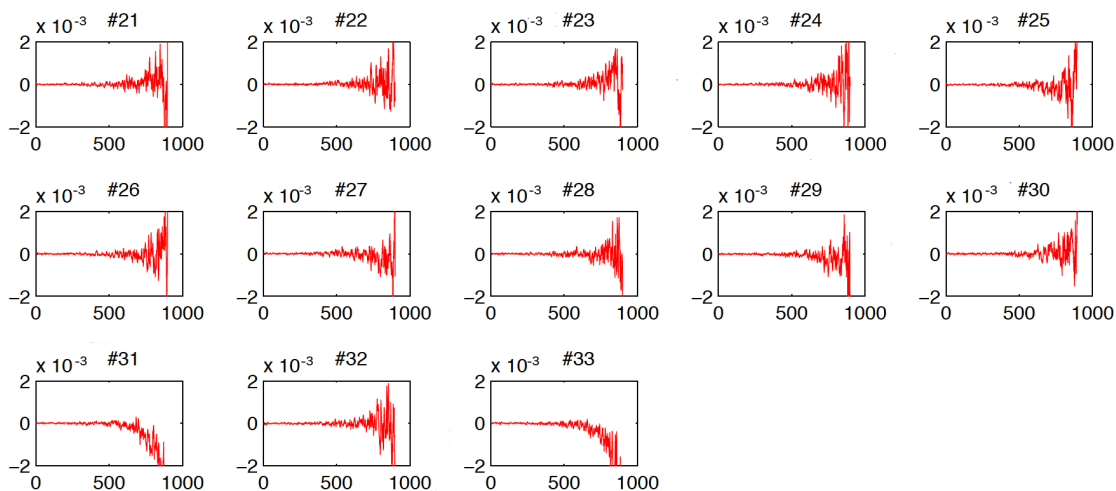 x 10⁻³ #21 x 10⁻³ #22 x 10⁻³ #23 x 10⁻³ #24 x 10⁻³ #25
2 2 2 2 2
0 0 0 0 0
−2 −2 −2 −2 −2
0 500 1000 0 500 1000 0 500 1000 0 500 1000 0 500 1000
x 10⁻³ #26 x 10⁻³ #27 x 10⁻³ #28 x 10⁻³ #29 x 10⁻³ #30
2 2 2 2 2
0 0 0 0 0
−2 −2 −2 −2 −2
0 500 1000 0 500 1000 0 500 1000 0 500 1000 0 500 1000
x 10⁻³ #31 x 10⁻³ #32 x 10⁻³ #33
2 2 2
0 0 0
−2 −2 −2
0 500 1000 0 500 1000 0 500 1000